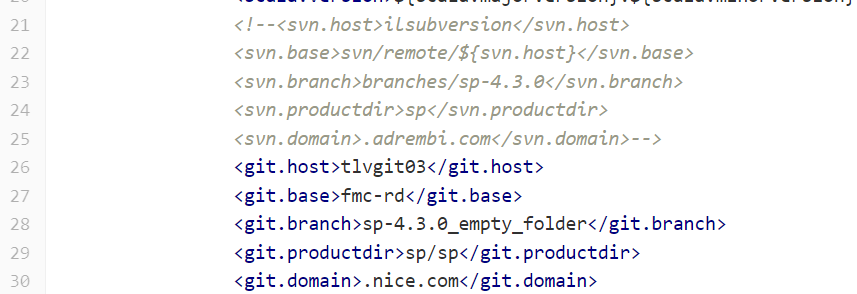 21 <!--<svn.host>ilsubversion</svn.host>
22 <svn.base>svn/remote/${svn.host}</svn.base>
23 <svn.branch>branches/sp-4.3.0</svn.branch>
24 <svn.productdir>sp</svn.productdir>
25 <svn.domain>.adrembi.com</svn.domain>-->
26 <git.host>tlvgit03</git.host>
27 <git.base>fmc-rd</git.base>
28 <git.branch>sp-4.3.0_empty_folder</git.branch>
29 <git.productdir>sp/sp</git.productdir>
30 <git.domain>.nice.com</git.domain>